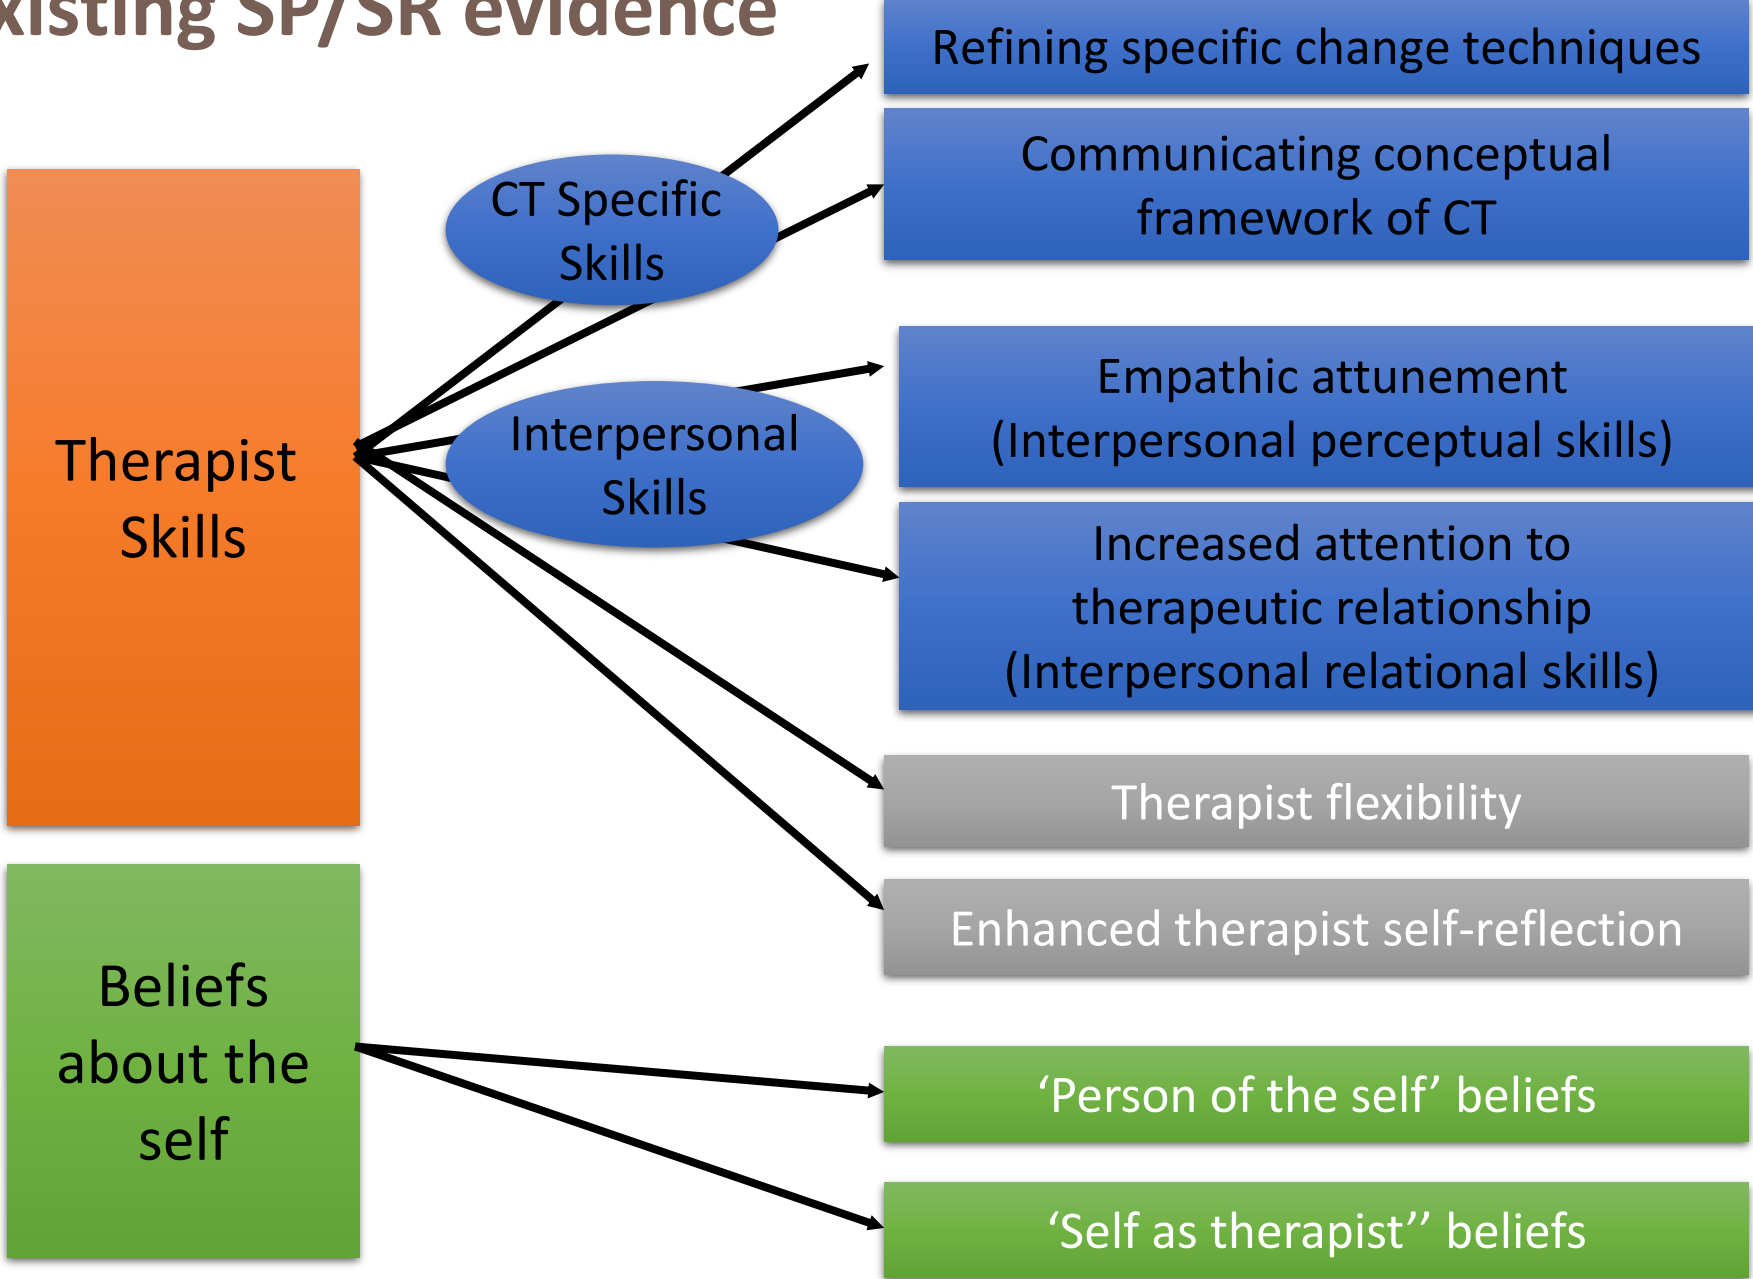 xisting SP/SR evidence
Refining specific change techniques
Communicating conceptual
framework of CT
CT Specific
Skills
Empathic attunement
(Interpersonal perceptual skills)
Interpersonal
Skills
Therapist
Skills
Increased attention to
therapeutic relationship
(Interpersonal relational skills)
Therapist flexibility
Enhanced therapist self-reflection
Beliefs
about the
self
‘Person of the self’ beliefs
‘Self as therapist’’ beliefs